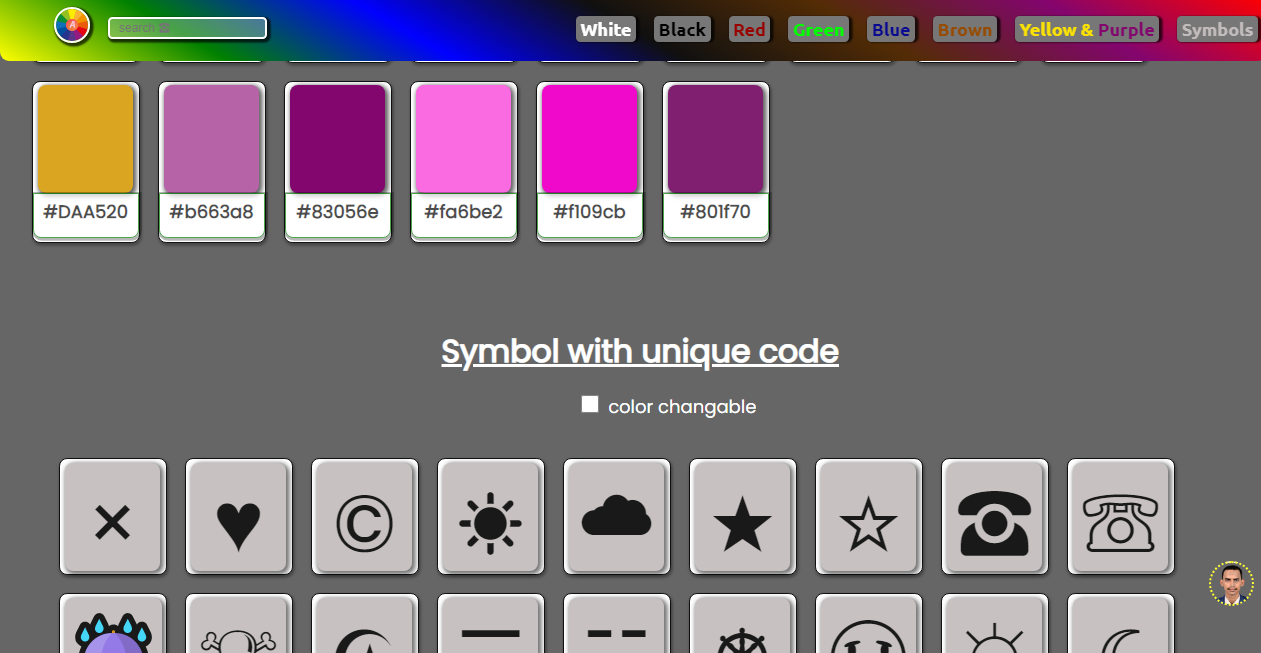 search
White Black Red Green Blue Brown Yellow & Purple Symbols
#DAA520 #b663a8 #83056e #fa6be2 #f109cb #801f70
Symbol with unique code
color changable